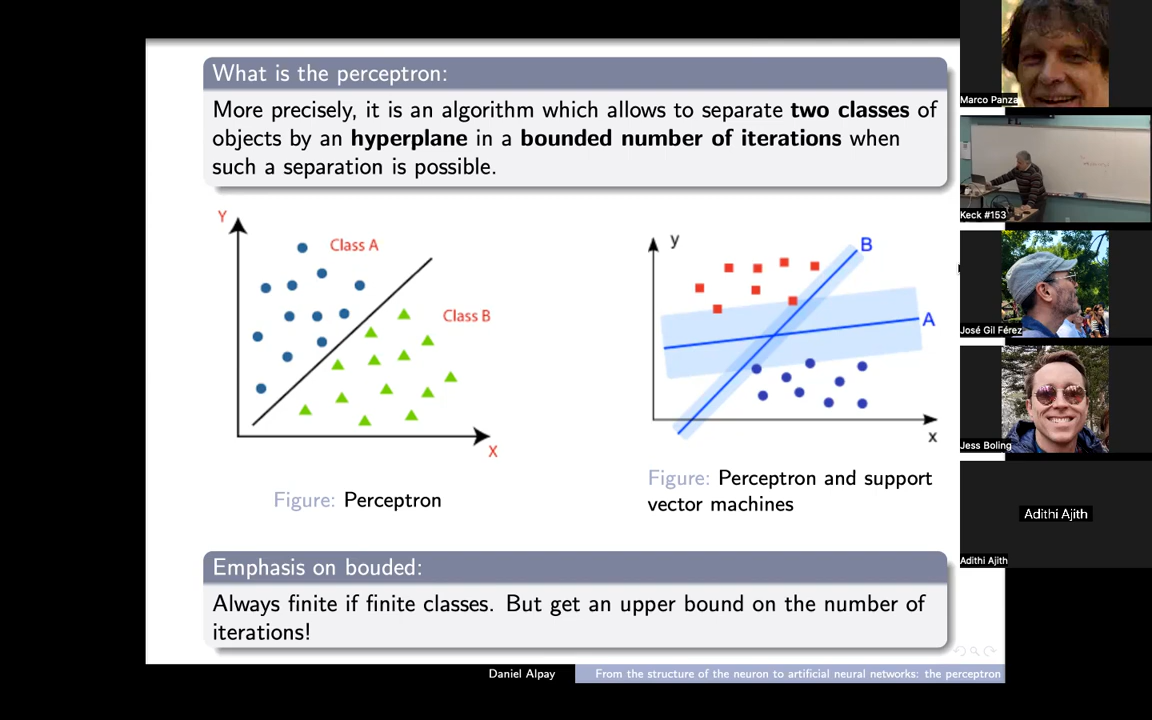 What is the perceptron:
More precisely, it is an algorithm which allows to separate two classes of
objects by an hyperplane in a bounded number of iterations when
such a separation is possible.
Y
Class A
Class B
X
Figure: Perceptron
y
B
A
x
Figure: Perceptron and support
vector machines
Emphasis on bouded:
Always finite if finite classes. But get an upper bound on the number of
iterations!
Daniel Alpay
From the structure of the neuron to artificial neural networks: the perceptron
Marco Panza
Keck #153
José Gil Férez
Jess Boling
Adithi Ajith
Adithi Ajith